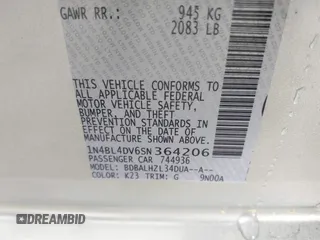 GAWR RR.: 945 KG
2083 LB
THIS VEHICLE CONFORMS TO ALL
APPLICABLE FEDERAL
MOTOR VEHICLE SAFETY,
BUMPER, AND THEFT
PREVENTION STANDARDS IN
EFFECT ON THE DATE OF
MANUFACTURE SHOWN ABOVE.
1N4BL4DV6SN364206
PASSENGER CAR 744936
MODEL: BDBALHZL34DUA--A--
COLOR: K23 TRIM: G 9N00A
COPART